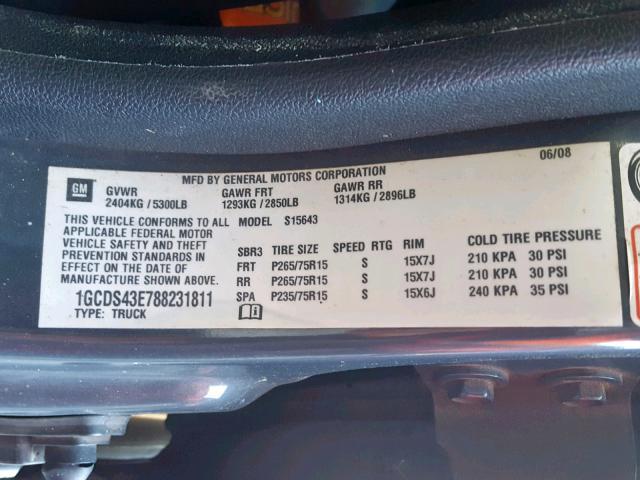 06/08
MFD BY GENERAL MOTORS CORPORATION
GM GVWR GAWR FRT GAWR RR
2404KG / 5300LB 1293KG / 2850LB 1314KG / 2896LB
THIS VEHICLE CONFORMS TO ALL MODEL S15643
APPLICABLE FEDERAL MOTOR
VEHICLE SAFETY AND THEFT
PREVENTION STANDARDS IN
EFFECT ON THE DATE OF
MANUFACTURE SHOWN ABOVE.
1GCDS43E788231811
TYPE: TRUCK
SBR3 TIRE SIZE SPEED RTG RIM COLD TIRE PRESSURE
FRT P265/75R15 S 15X7J 210 KPA 30 PSI
RR P265/75R15 S 15X7J 210 KPA 30 PSI
SPA P235/75R15 S 15X6J 240 KPA 35 PSI